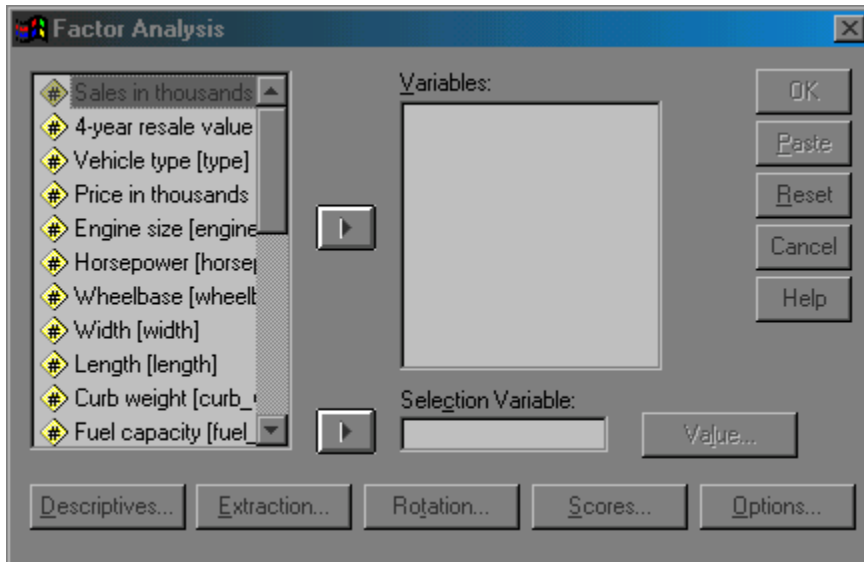 Factor Analysis
Sales in thousands
4-year resale value
Vehicle type [type]
Price in thousands
Engine size [engine
Horsepower [horsep
Wheelbase [wheelb
Width [width]
Length [length]
Curb weight [curb_
Fuel capacity [fuel_
Variables:
Selection Variable:
OK
Paste
Reset
Cancel
Help
Value...
Descriptives... Extraction... Rotation... Scores... Options...